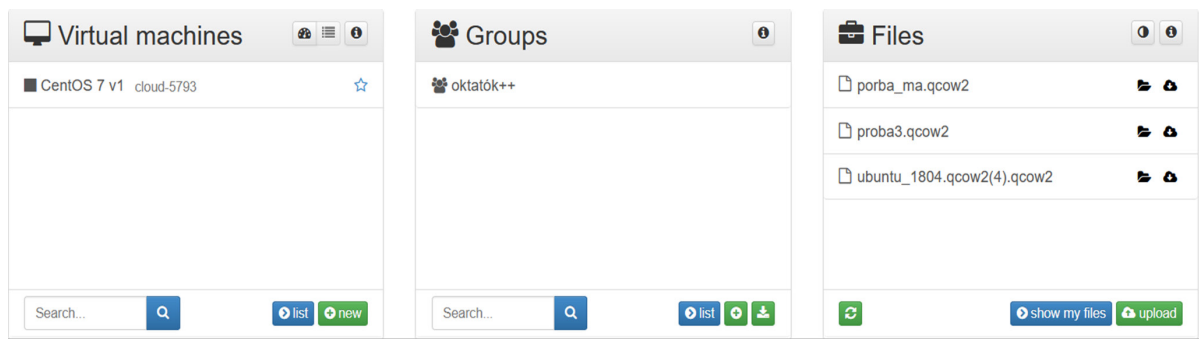 Virtual machines
CentOS 7 v1 cloud-5793
Search...
list
new
Groups
oktatók++
Search...
list
Files
porba_ma.qcow2
proba3.qcow2
ubuntu_1804.qcow2(4).qcow2
show my files
upload